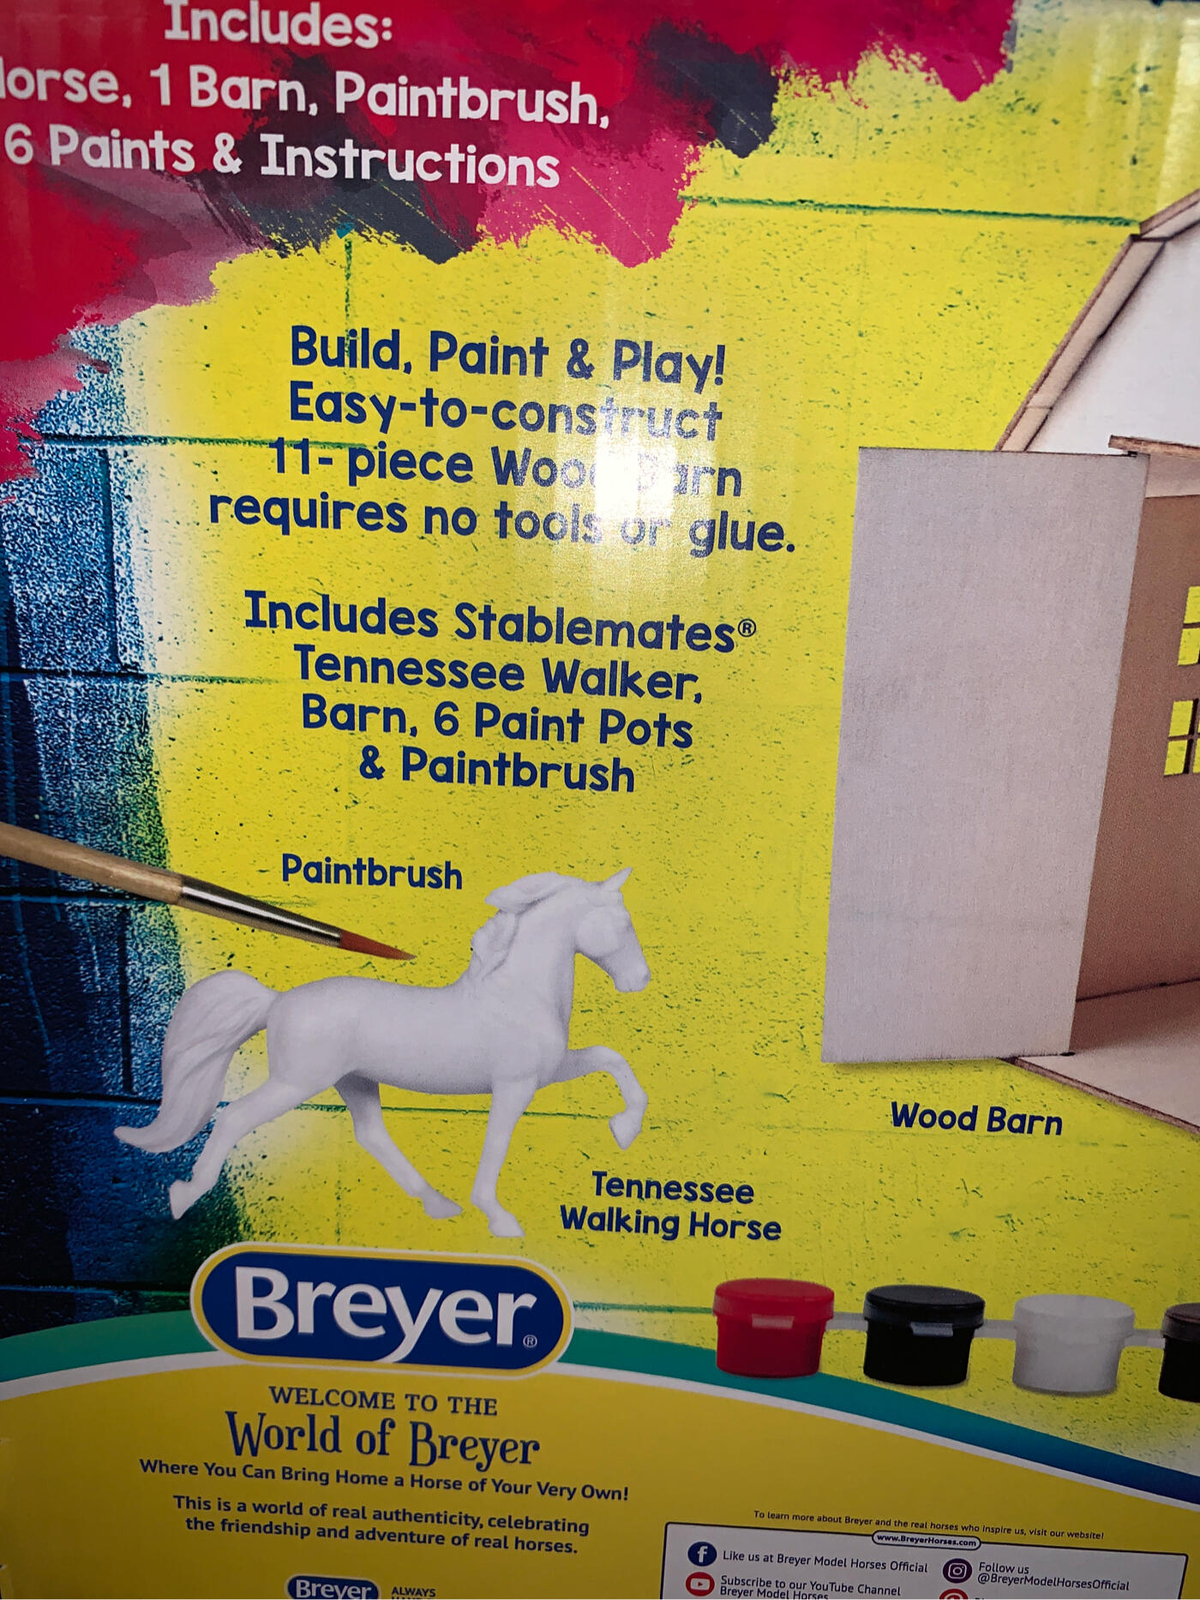 Includes:
orse, 1 Barn, Paintbrush,
6 Paints & Instructions
Build, Paint & Play!
Easy-to-construct
11-piece Wood Barn
requires no tools or glue.
Includes Stablemates®
Tennessee Walker,
Barn, 6 Paint Pots
& Paintbrush
Paintbrush
Wood Barn
Tennessee
Walking Horse
Breyer®
WELCOME TO THE
World of Breyer
Where You Can Bring Home a Horse of Your Very Own!
This is a world of real authenticity, celebrating
the friendship and adventure of real horses.
To learn more about Breyer and the real horses who inspire us, visit our website!
www.BreyerHorses.com
Like us at Breyer Model Horses Official
Follow us
@BreyerModelHorsesOfficial
Subscribe to our YouTube Channel
Breyer Model Horses
Breyer
ALWAYS